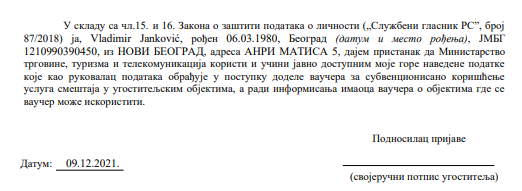 У складу са чл.15. и 16. Закона о заштити података о личности („Службени гласник РС”, број
87/2018) ја, Vladimir Janković, рођен 06.03.1980, Београд (датум и место рођења), ЈМБГ
1210990390450, из НОВИ БЕОГРАД, адреса АНРИ МАТИСА 5, дајем пристанак да Министарство
трговине, туризма и телекомуникација користи и учини јавно доступним моје горе наведене податке
које као руковалац података обрађује у поступку доделе ваучера за субвенционисано коришћење
услуга смештаја у угоститељским објектима, а ради информисања имаоца ваучера о објектима где се
ваучер може искористити.
Подносилац пријаве
Датум: 09.12.2021.
(својеручни потпис угоститеља)